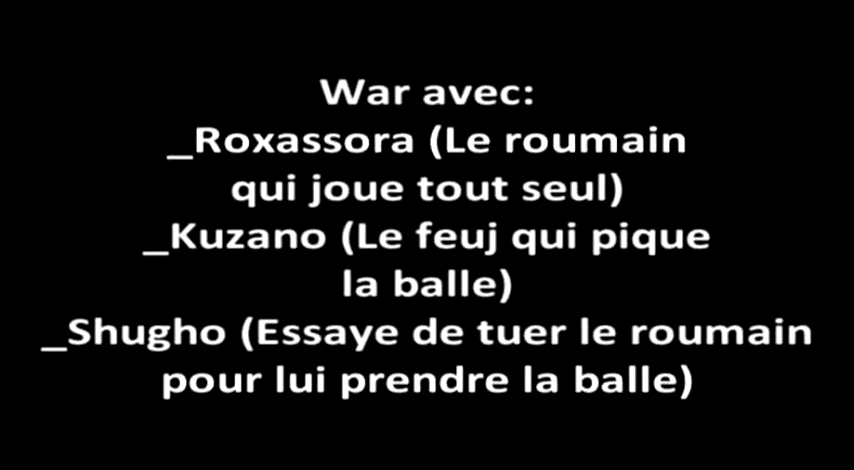 War avec:
_Roxassora (Le roumain
qui joue tout seul)
_Kuzano (Le feuj qui pique
la balle)
_Shugho (Essaye de tuer le roumain
pour lui prendre la balle)